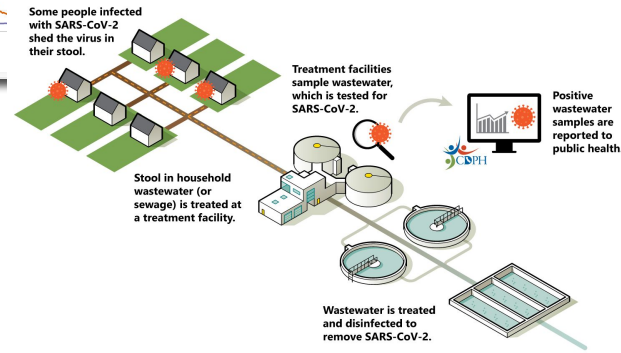 Some people infected
with SARS-CoV-2
shed the virus in
their stool.
Treatment facilities
sample wastewater,
which is tested for
SARS-CoV-2.
Positive
wastewater
samples are
reported to
public health
CDPH
Stool in household
wastewater (or
sewage) is treated at
a treatment facility.
Wastewater is treated
and disinfected to
remove SARS-CoV-2.